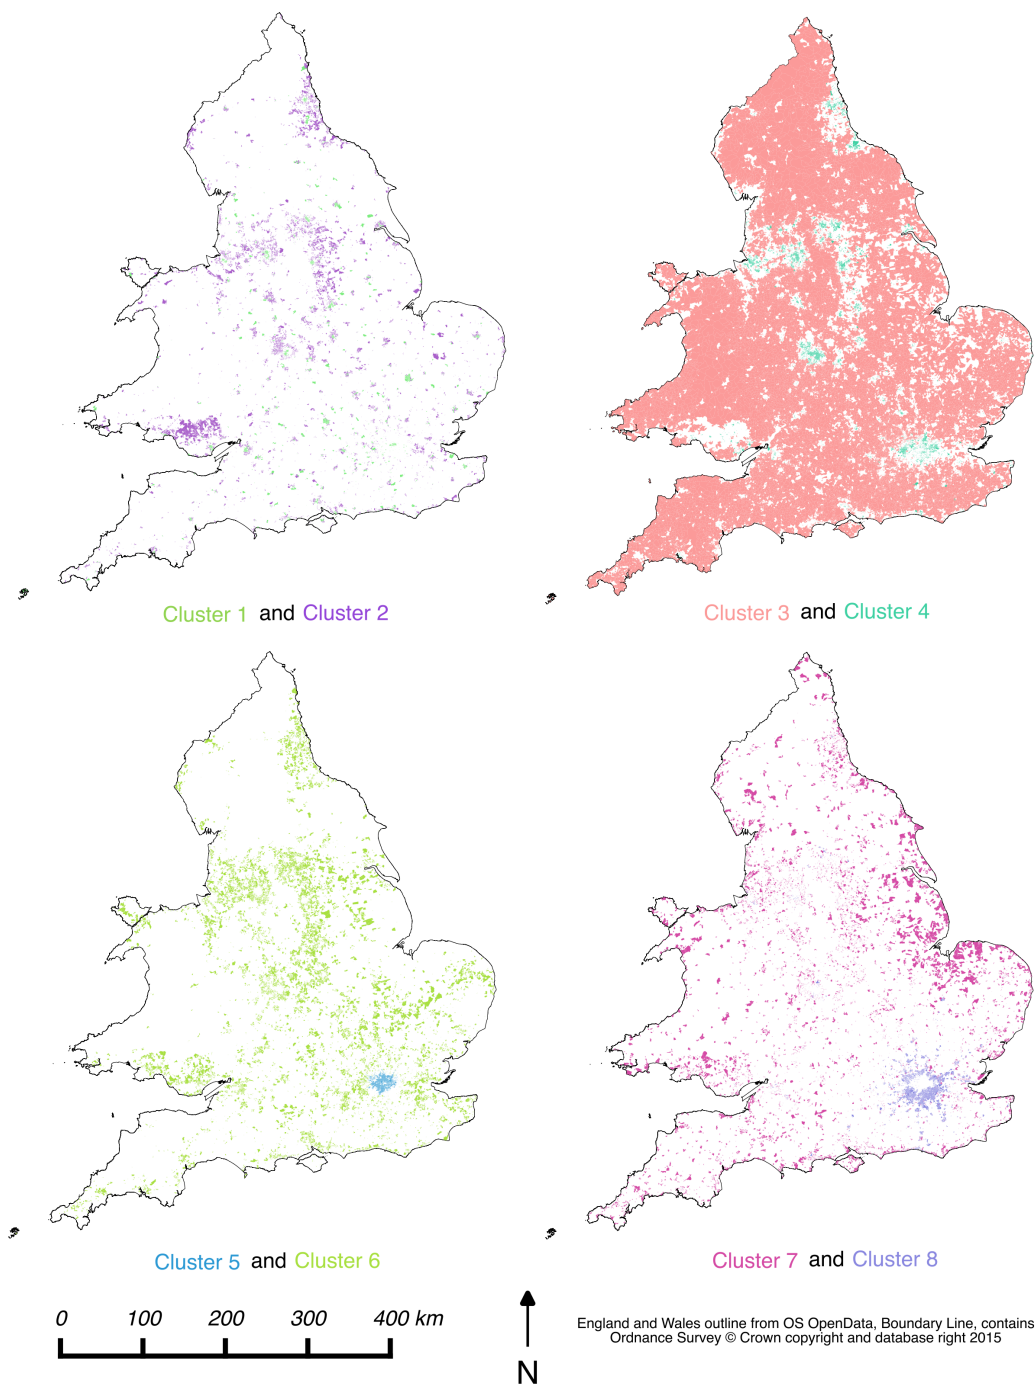 Cluster 1 and Cluster 2
Cluster 3 and Cluster 4
Cluster 5 and Cluster 6
Cluster 7 and Cluster 8
0 100 200 300 400 km
N
England and Wales outline from OS OpenData, Boundary Line, contains
Ordnance Survey © Crown copyright and database right 2015